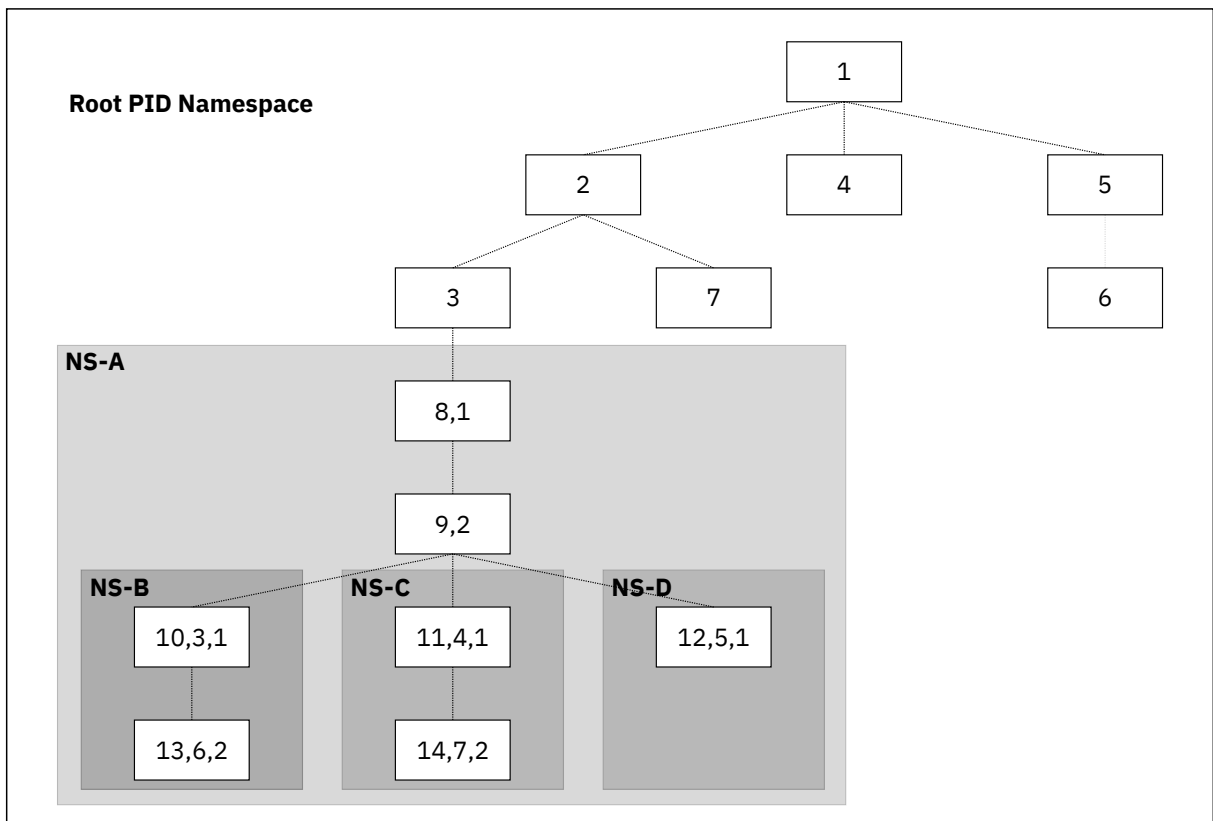 1
Root PID Namespace
2
4
5
3
7
6
NS-A
8,1
9,2
NS-B
NS-C
NS-D
10,3,1
11,4,1
12,5,1
13,6,2
14,7,2